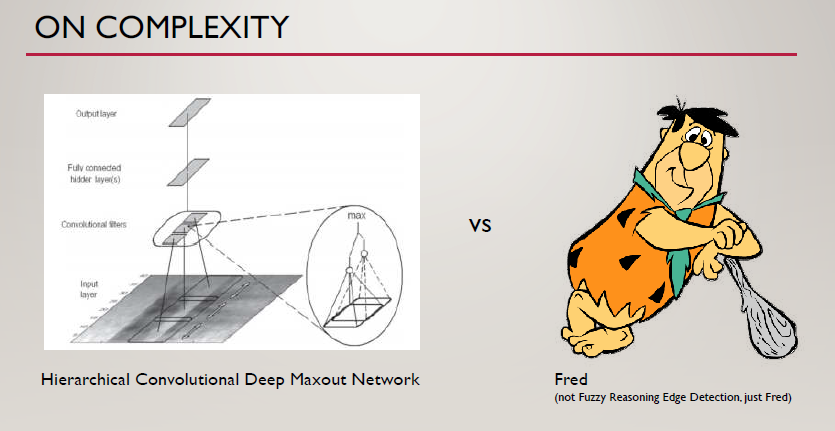 ON COMPLEXITY
Output layer
Fully connected
hidden layer(s)
Convolutional filters
max
Input
layer
vs
Hierarchical Convolutional Deep Maxout Network
Fred
(not Fuzzy Reasoning Edge Detection, just Fred)